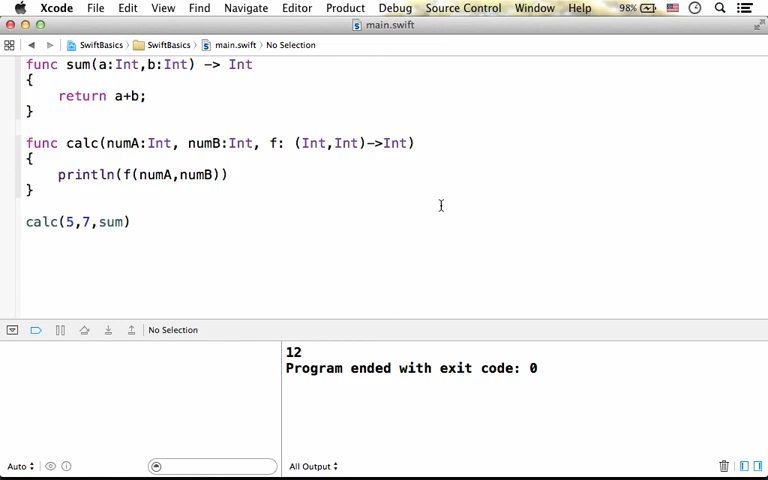 Xcode File Edit View Find Navigate Editor Product Debug Source Control Window Help 98%
main.swift
SwiftBasics SwiftBasics main.swift No Selection
func sum(a:Int,b:Int) -> Int
{
return a+b;
}
func calc(numA:Int, numB:Int, f: (Int,Int)->Int)
{
println(f(numA,numB))
}
calc(5,7,sum)
No Selection
12
Program ended with exit code: 0
Auto
All Output